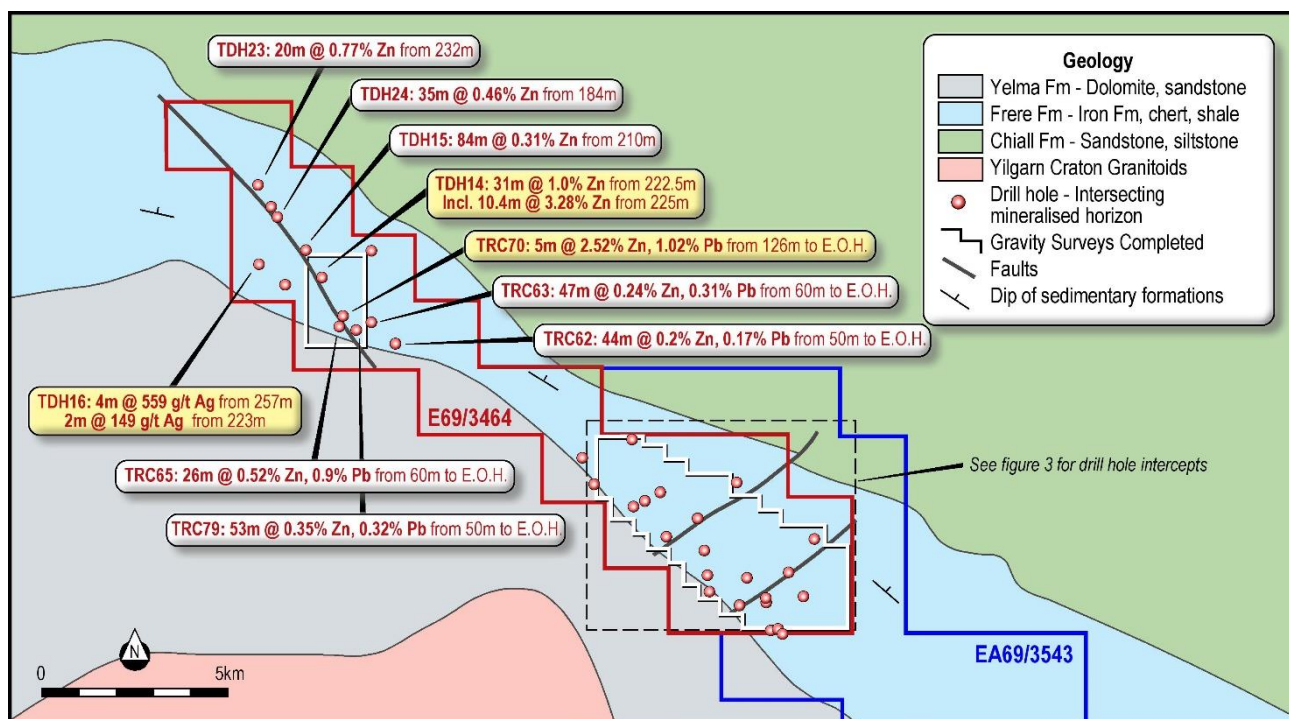 TDH23: 20m @ 0.77% Zn from 232m
TDH24: 35m @ 0.46% Zn from 184m
TDH15: 84m @ 0.31% Zn from 210m
TDH14: 31m @ 1.0% Zn from 222.5m
Incl. 10.4m @ 3.28% Zn from 225m
TRC70: 5m @ 2.52% Zn, 1.02% Pb from 126m to E.O.H.
TRC63: 47m @ 0.24% Zn, 0.31% Pb from 60m to E.O.H.
TRC62: 44m @ 0.2% Zn, 0.17% Pb from 50m to E.O.H.
TDH16: 4m @ 559 g/t Ag from 257m
2m @ 149 g/t Ag from 223m
E69/3464
TRC65: 26m @ 0.52% Zn, 0.9% Pb from 60m to E.O.H.
TRC79: 53m @ 0.35% Zn, 0.32% Pb from 50m to E.O.H.
See figure 3 for drill hole intercepts
EA69/3543
N
0 5km
Geology
Yelma Fm - Dolomite, sandstone
Frere Fm - Iron Fm, chert, shale
Chiall Fm - Sandstone, siltstone
Yilgarn Craton Granitoids
Drill hole - Intersecting
mineralised horizon
Gravity Surveys Completed
Faults
Dip of sedimentary formations